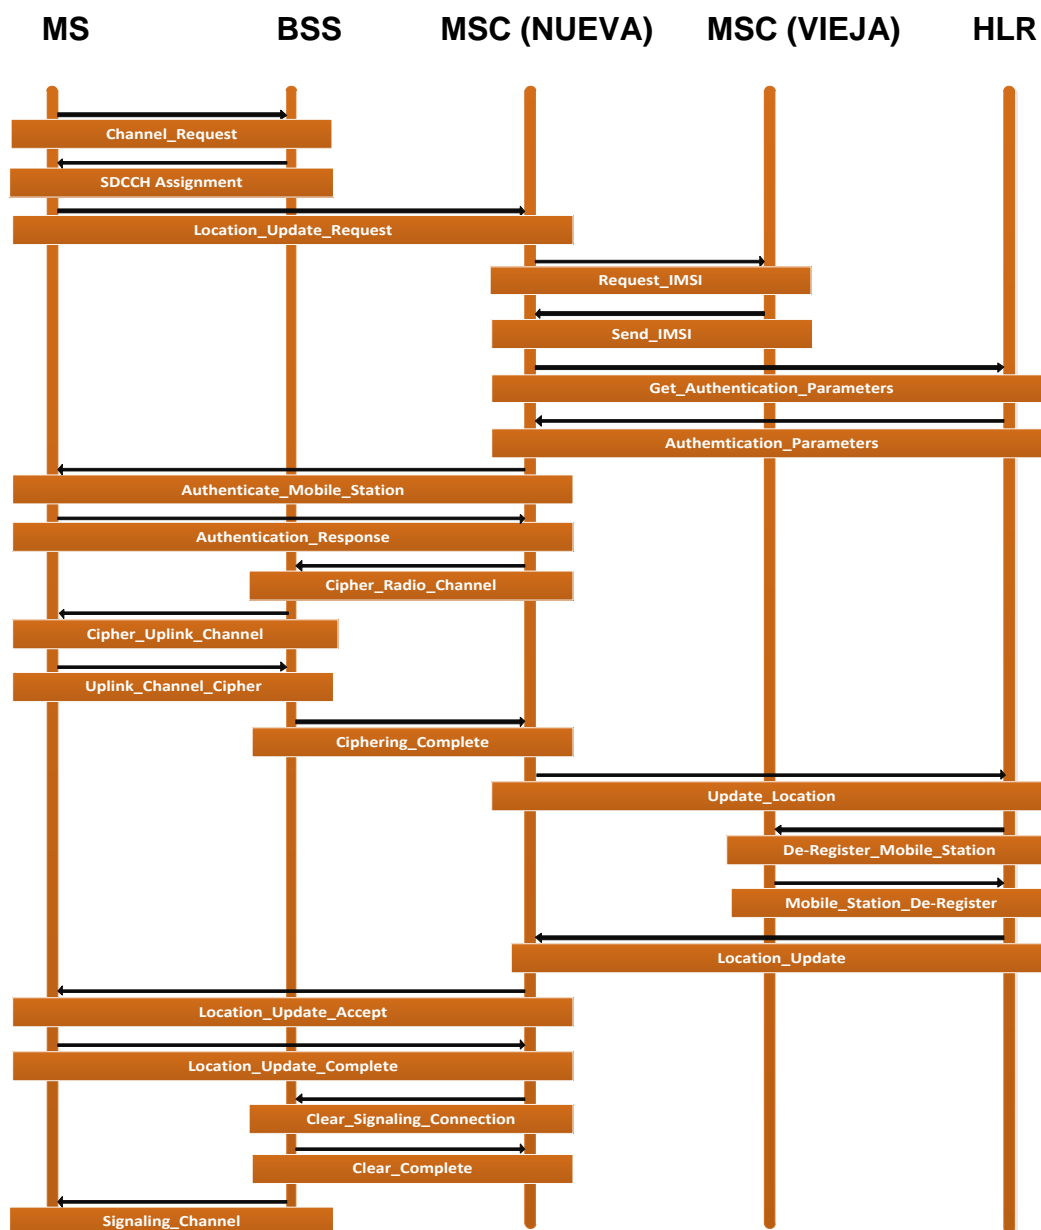 MS BSS MSC (NUEVA) MSC (VIEJA) HLR
Channel_Request
SDCCH Assignment
Location_Update_Request
Request_IMSI
Send_IMSI
Get_Authentication_Parameters
Authemtication_Parameters
Authenticate_Mobile_Station
Authentication_Response
Cipher_Radio_Channel
Cipher_Uplink_Channel
Uplink_Channel_Cipher
Ciphering_Complete
Update_Location
De-Register_Mobile_Station
Mobile_Station_De-Register
Location_Update
Location_Update_Accept
Location_Update_Complete
Clear_Signaling_Connection
Clear_Complete
Signaling_Channel